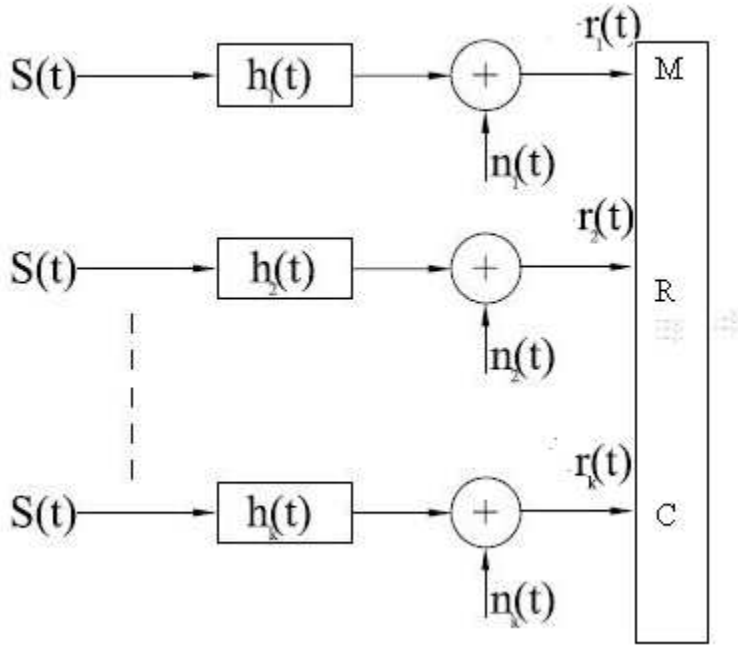 r₁(t)
S(t) h₁(t) + M
n₁(t)
r₂(t)
S(t) h₂(t) + R
n₂(t)
rₖ(t)
S(t) hₖ(t) + C
nₖ(t)